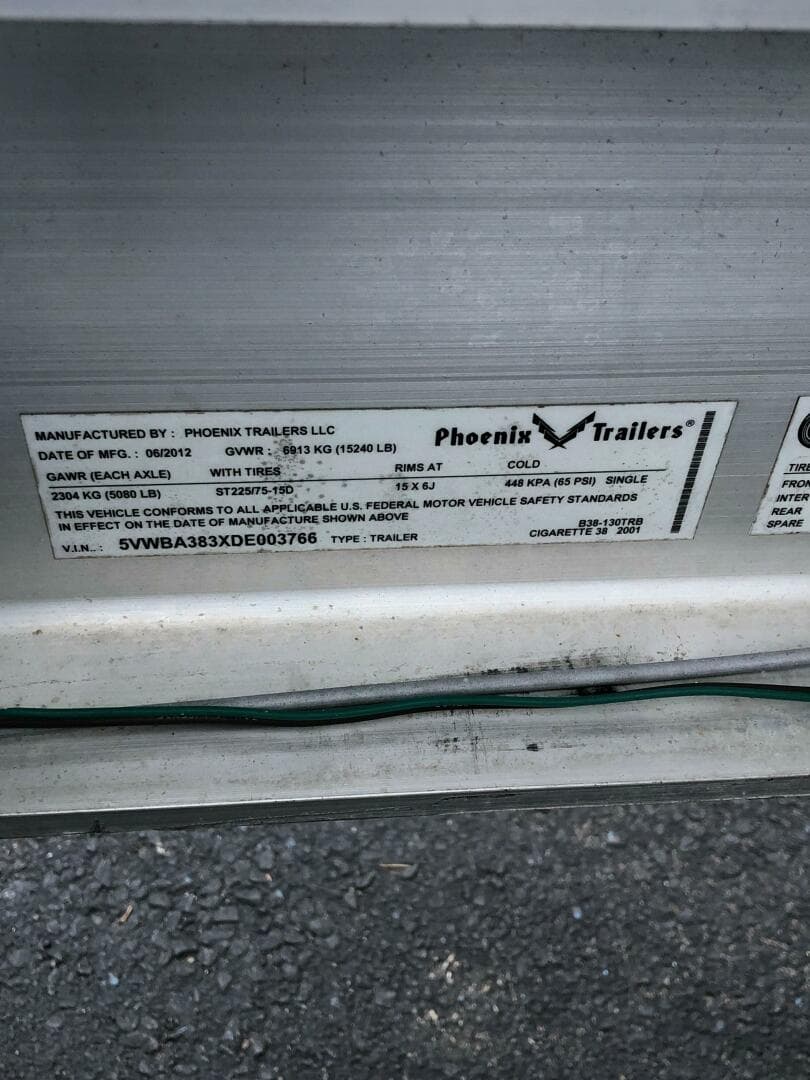 MANUFACTURED BY : PHOENIX TRAILERS LLC
Phoenix Trailers®
DATE OF MFG. : 06/2012 GVWR : 6913 KG (15240 LB)
GAWR (EACH AXLE) WITH TIRES RIMS AT COLD
2304 KG (5080 LB) ST225/75-15D 15 X 6J 448 KPA (65 PSI) SINGLE
THIS VEHICLE CONFORMS TO ALL APPLICABLE U.S. FEDERAL MOTOR VEHICLE SAFETY STANDARDS
IN EFFECT ON THE DATE OF MANUFACTURE SHOWN ABOVE
B38-130TRB
V.I.N.. : 5VWBA383XDE003766 TYPE : TRAILER CIGARETTE 38 2001
TIRE
FRON
INTER
REAR
SPARE